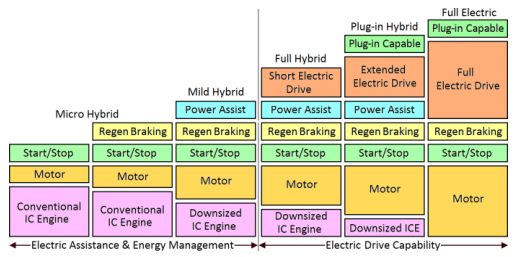 Full Electric
Plug-in Hybrid
Plug-in Capable
Full Hybrid
Plug-in Capable
Mild Hybrid
Short Electric
Drive
Extended
Electric Drive
Full
Electric Drive
Micro Hybrid
Power Assist
Power Assist
Power Assist
Regen Braking
Regen Braking
Regen Braking
Regen Braking
Regen Braking
Start/Stop
Start/Stop
Start/Stop
Start/Stop
Start/Stop
Start/Stop
Motor
Motor
Motor
Motor
Motor
Motor
Conventional
IC Engine
Conventional
IC Engine
Downsized
IC Engine
Downsized
IC Engine
Downsized ICE
Electric Assistance & Energy Management
Electric Drive Capability